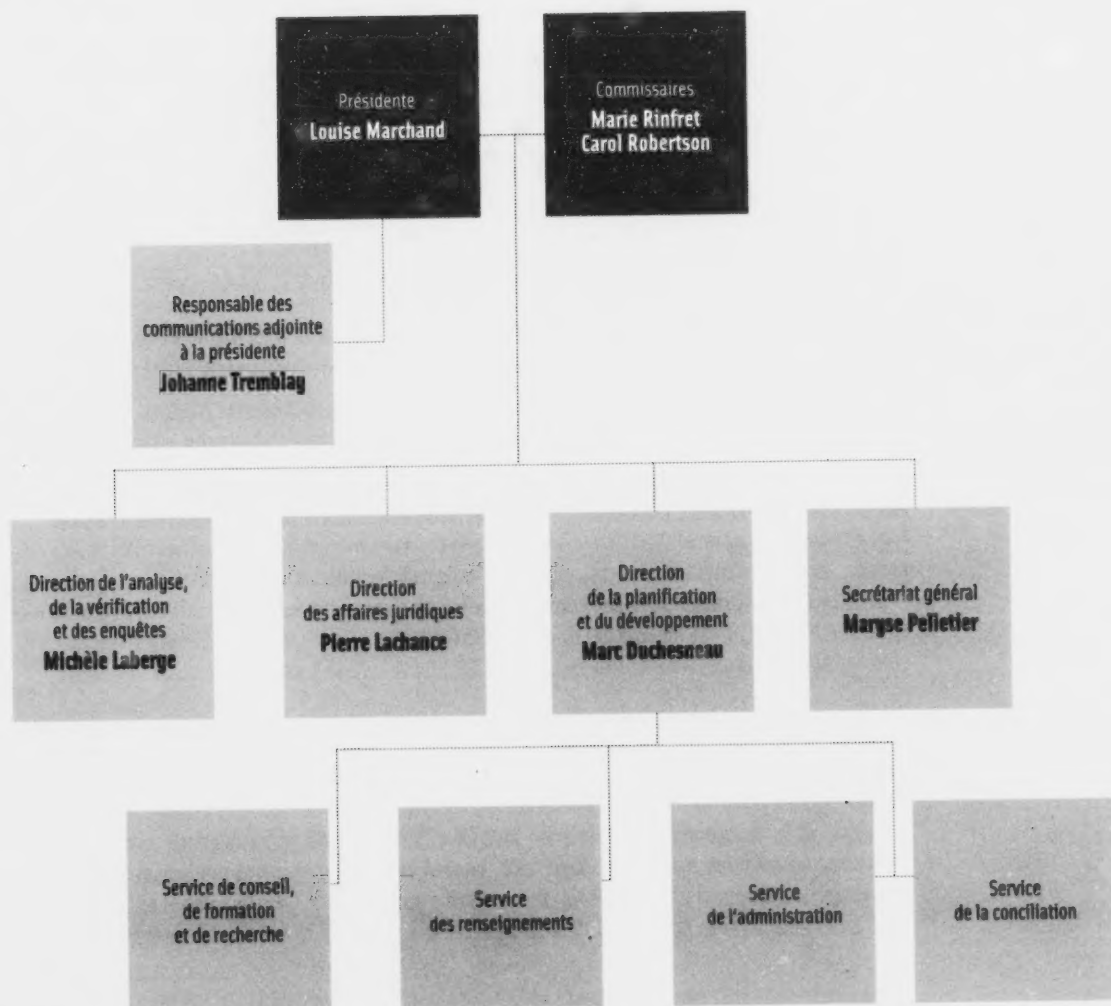 Présidente
Louise Marchand
Commissaires
Marie Rinfret
Carol Robertson
Responsable des
communications adjointe
à la présidente
Johanne Tremblay
Direction de l'analyse,
de la vérification
et des enquêtes
Michèle Laberge
Direction
des affaires juridiques
Pierre Lachance
Direction
de la planification
et du développement
Marc Duchesneau
Secrétariat général
Maryse Pelletier
Service de conseil,
de formation
et de recherche
Service
des renseignements
Service
de l'administration
Service
de la conciliation